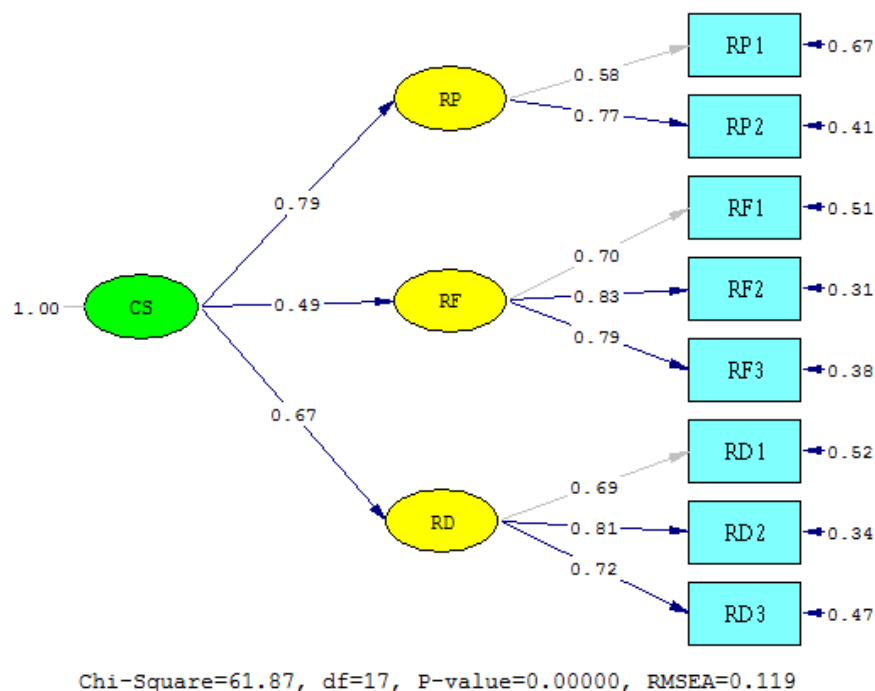 RP1
0.67
0.58
RP
0.77
RP2
0.41
0.79
RF1
0.51
0.70
1.00
CS
0.49
RF
0.83
RF2
0.31
0.79
RF3
0.38
0.67
RD1
0.52
0.69
RD
0.81
RD2
0.34
0.72
RD3
0.47
Chi-Square=61.87, df=17, P-value=0.00000, RMSEA=0.119